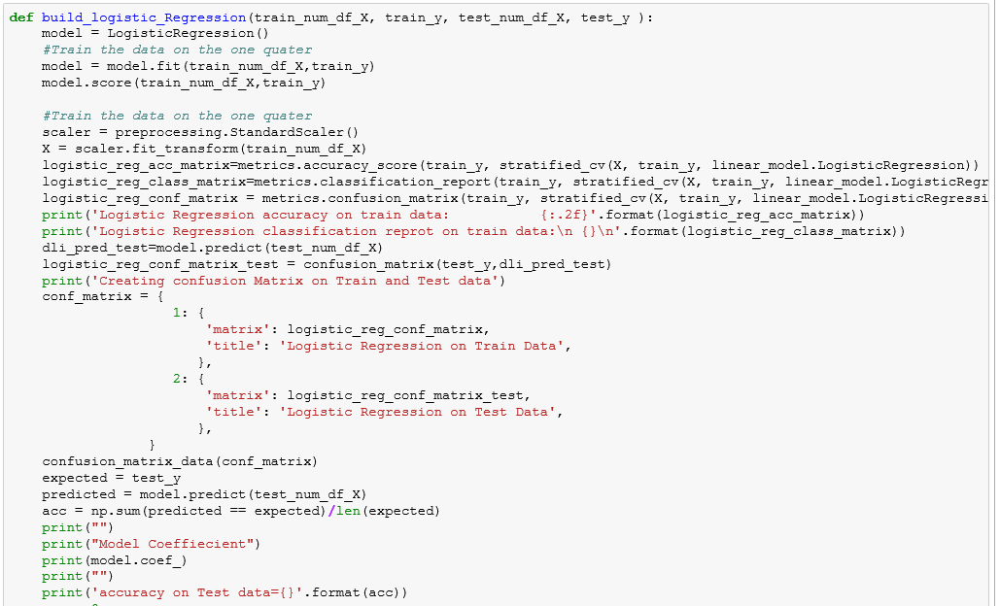 def build_logistic_Regression(train_num_df_X, train_y, test_num_df_X, test_y ):
    model = LogisticRegression()
    #Train the data on the one quater
    model = model.fit(train_num_df_X,train_y)
    model.score(train_num_df_X,train_y)

    #Train the data on the one quater
    scaler = preprocessing.StandardScaler()
    X = scaler.fit_transform(train_num_df_X)
    logistic_reg_acc_matrix=metrics.accuracy_score(train_y, stratified_cv(X, train_y, linear_model.LogisticRegression))
    logistic_reg_class_matrix=metrics.classification_report(train_y, stratified_cv(X, train_y, linear_model.LogisticRegr
    logistic_reg_conf_matrix = metrics.confusion_matrix(train_y, stratified_cv(X, train_y, linear_model.LogisticRegressi
    print('Logistic Regression accuracy on train data:           {:.2f}'.format(logistic_reg_acc_matrix))
    print('Logistic Regression classification reprot on train data:\n {}\n'.format(logistic_reg_class_matrix))
    dli_pred_test=model.predict(test_num_df_X)
    logistic_reg_conf_matrix_test = confusion_matrix(test_y,dli_pred_test)
    print('Creating confusion Matrix on Train and Test data')
    conf_matrix = {
                    1: {
                        'matrix': logistic_reg_conf_matrix,
                        'title': 'Logistic Regression on Train Data',
                       },
                    2: {
                        'matrix': logistic_reg_conf_matrix_test,
                        'title': 'Logistic Regression on Test Data',
                       },
                 }
    confusion_matrix_data(conf_matrix)
    expected = test_y
    predicted = model.predict(test_num_df_X)
    acc = np.sum(predicted == expected)/len(expected)
    print("")
    print("Model Coeffiecient")
    print(model.coef_)
    print("")
    print('accuracy on Test data={}'.format(acc))